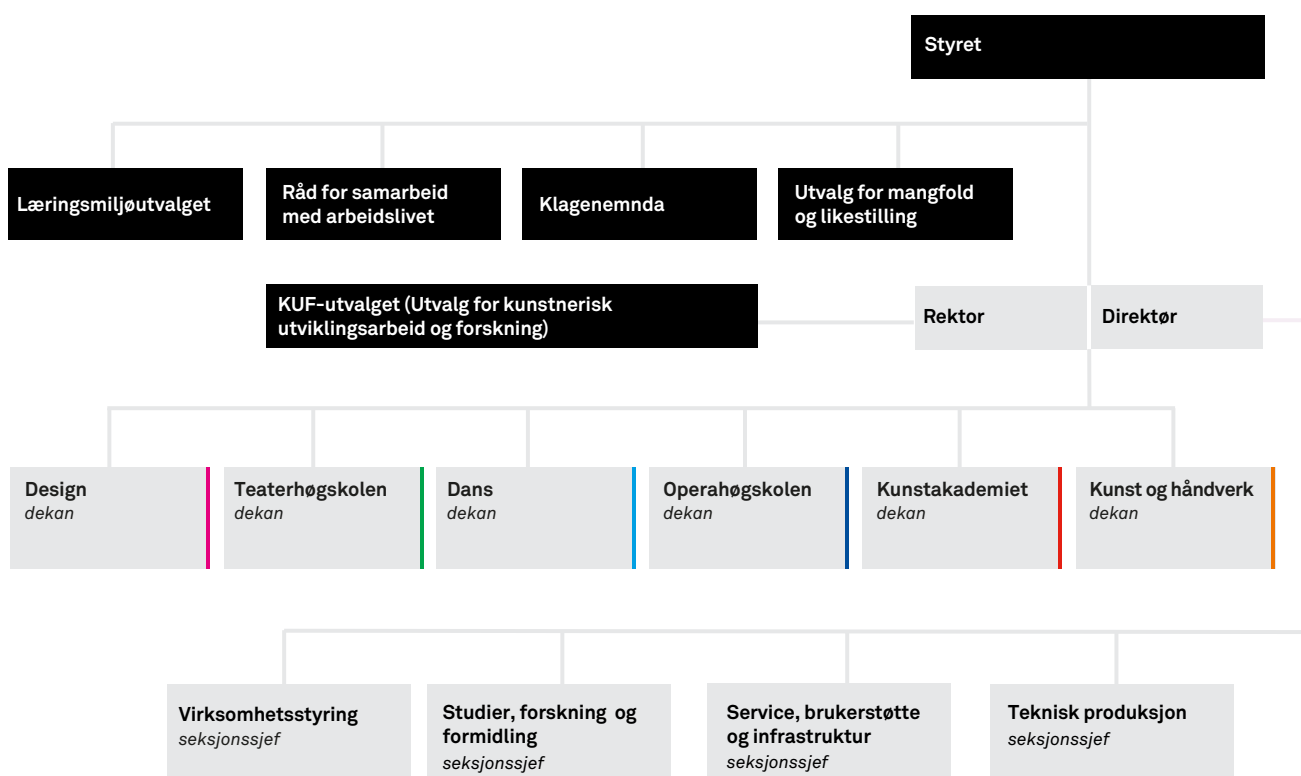 Styret
Læringsmiljøutvalget
Råd for samarbeid
med arbeidslivet
Klagenemnda
Utvalg for mangfold
og likestilling
KUF-utvalget (Utvalg for kunstnerisk
utviklingsarbeid og forskning)
Rektor
Direktør
Design
dekan
Teaterhøgskolen
dekan
Dans
dekan
Operahøgskolen
dekan
Kunstakademiet
dekan
Kunst og håndverk
dekan
Virksomhetsstyring
seksjonssjef
Studier, forskning og
formidling
seksjonssjef
Service, brukerstøtte
og infrastruktur
seksjonssjef
Teknisk produksjon
seksjonssjef